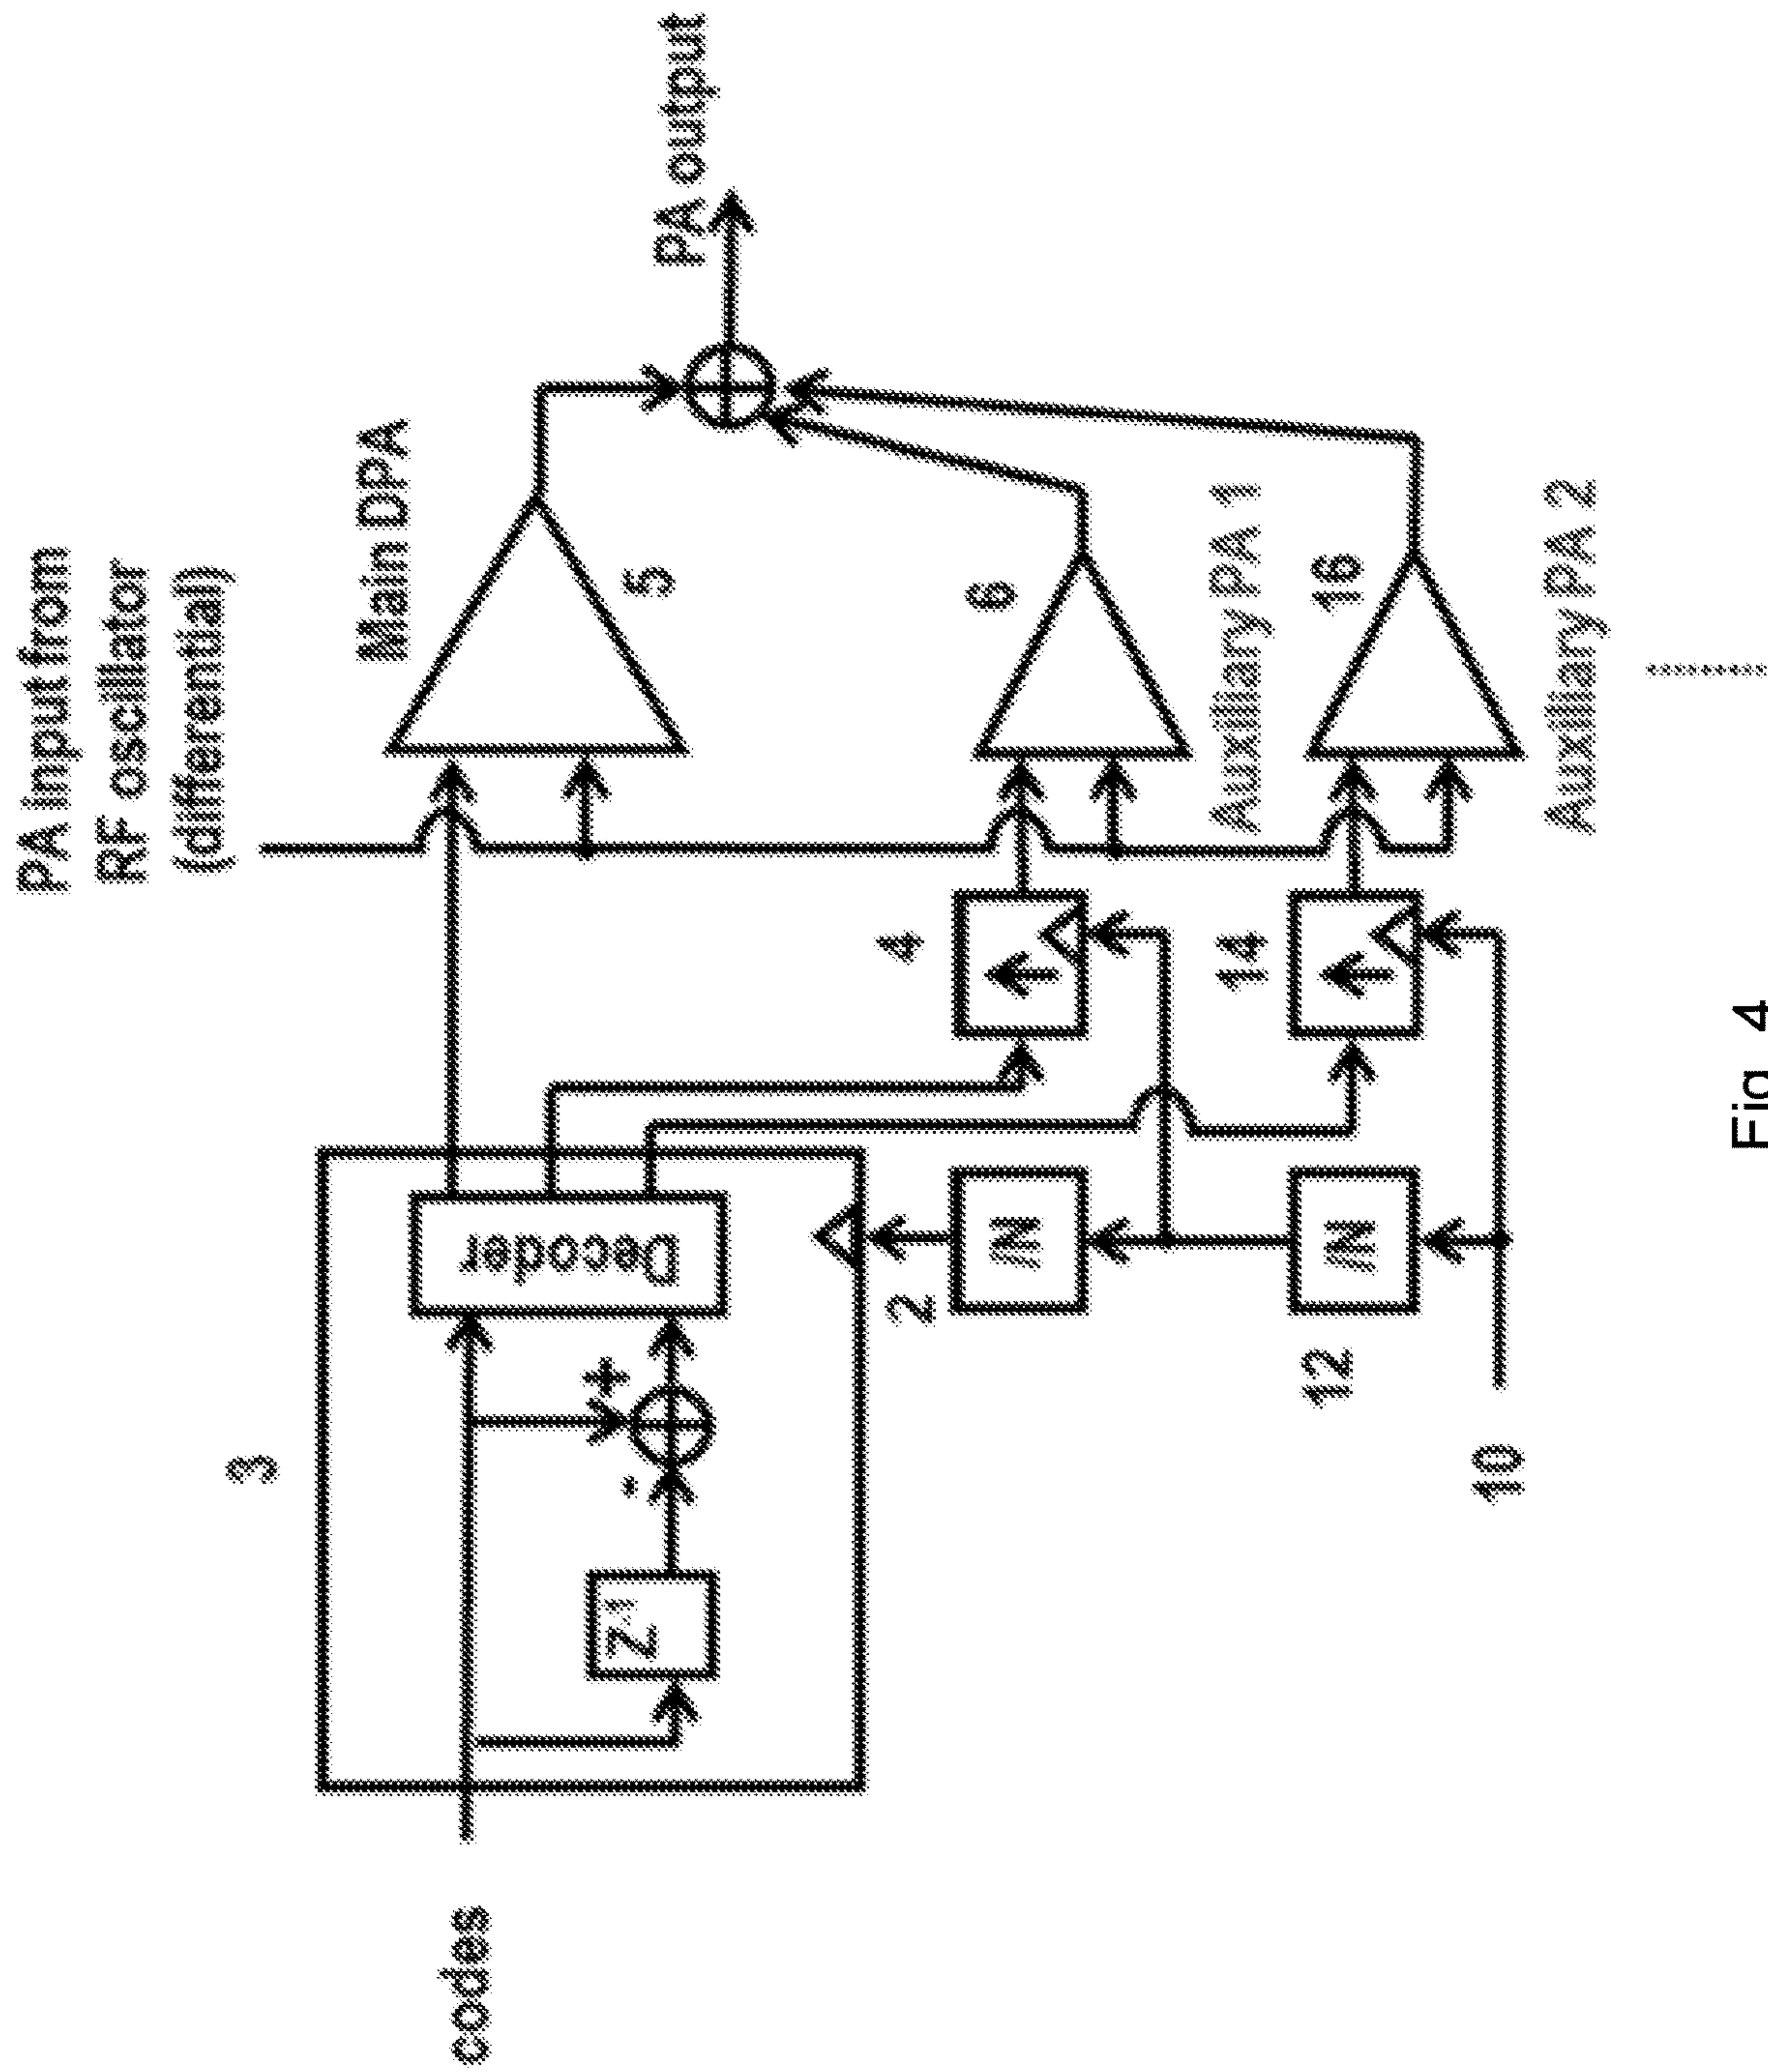 PA input from
RF oscillator
(differential)
Main DPA
PA output
5
3
Decoder
+
-
Z-1
codes
4
6
Auxiliary PA 1
2
/N
14
16
Auxiliary PA 2
12
/N
10
Fig. 4